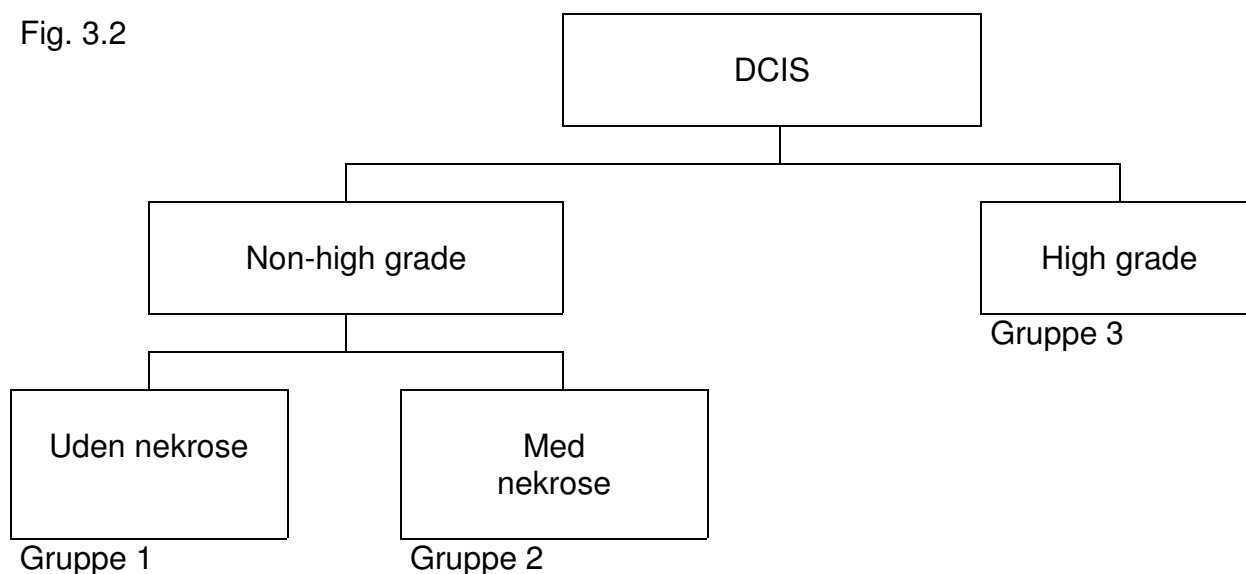 Fig. 3.2
DCIS
Non-high grade
High grade
Gruppe 3
Uden nekrose
Med
nekrose
Gruppe 1
Gruppe 2